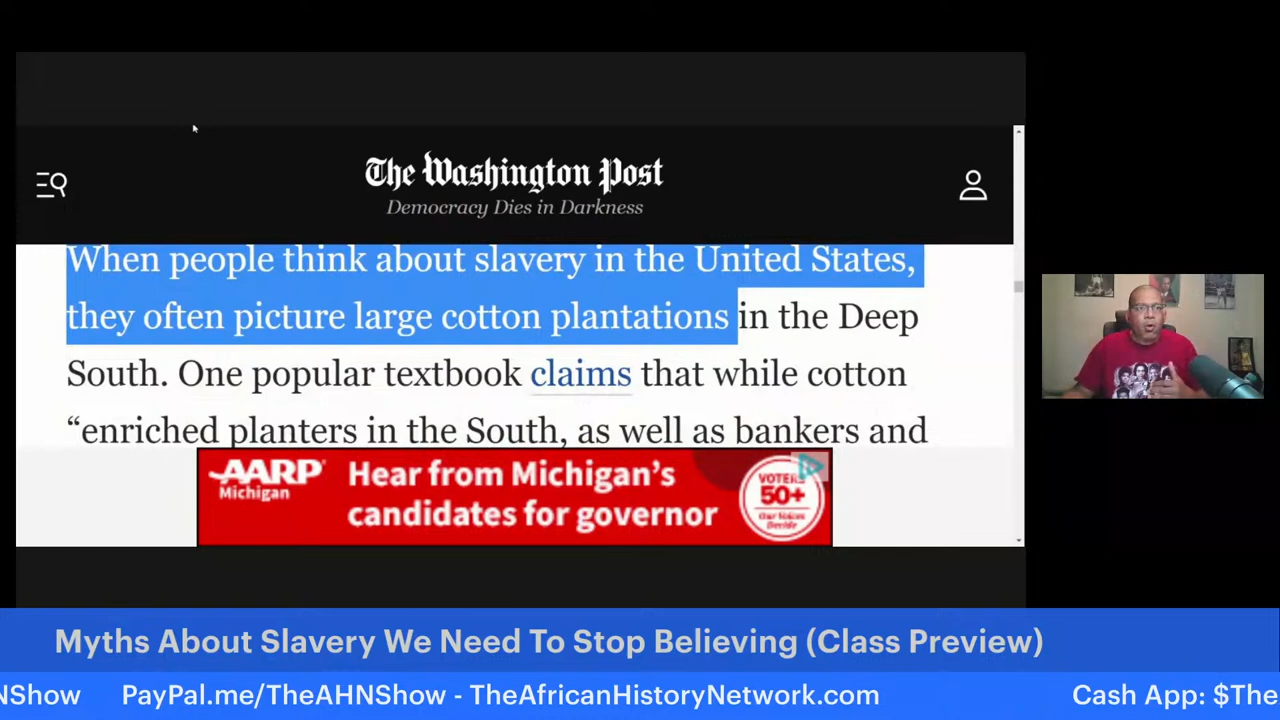 The Washington Post
Democracy Dies in Darkness
When people think about slavery in the United States,
they often picture large cotton plantations in the Deep
South. One popular textbook claims that while cotton
“enriched planters in the South, as well as bankers and
AARP
Michigan
Hear from Michigan's
candidates for governor
VOTERS
50+
Our Voices
Decide
Myths About Slavery We Need To Stop Believing (Class Preview)
NShow PayPal.me/TheAHNShow - TheAfricanHistoryNetwork.com Cash App: $The